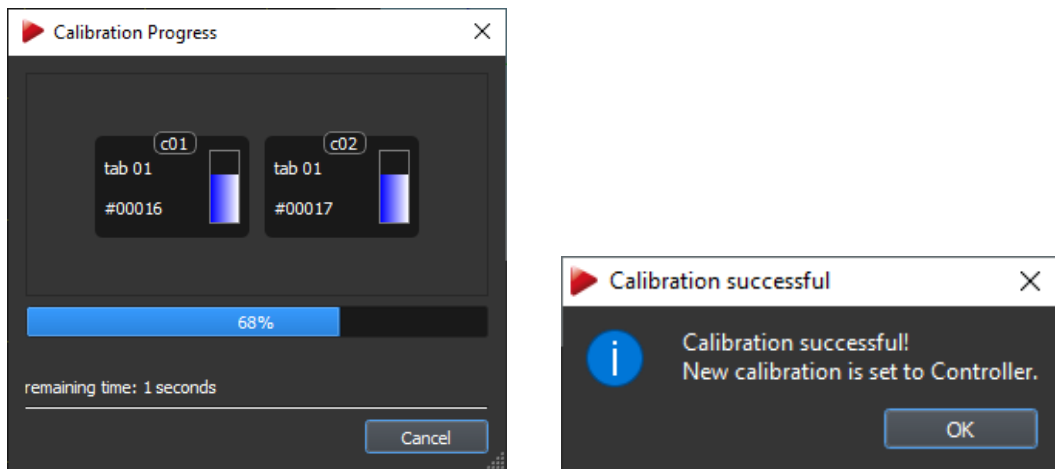 Calibration Progress
c01
tab 01
#00016
c02
tab 01
#00017
68%
remaining time: 1 seconds
Cancel
Calibration successful
Calibration successful!
New calibration is set to Controller.
OK